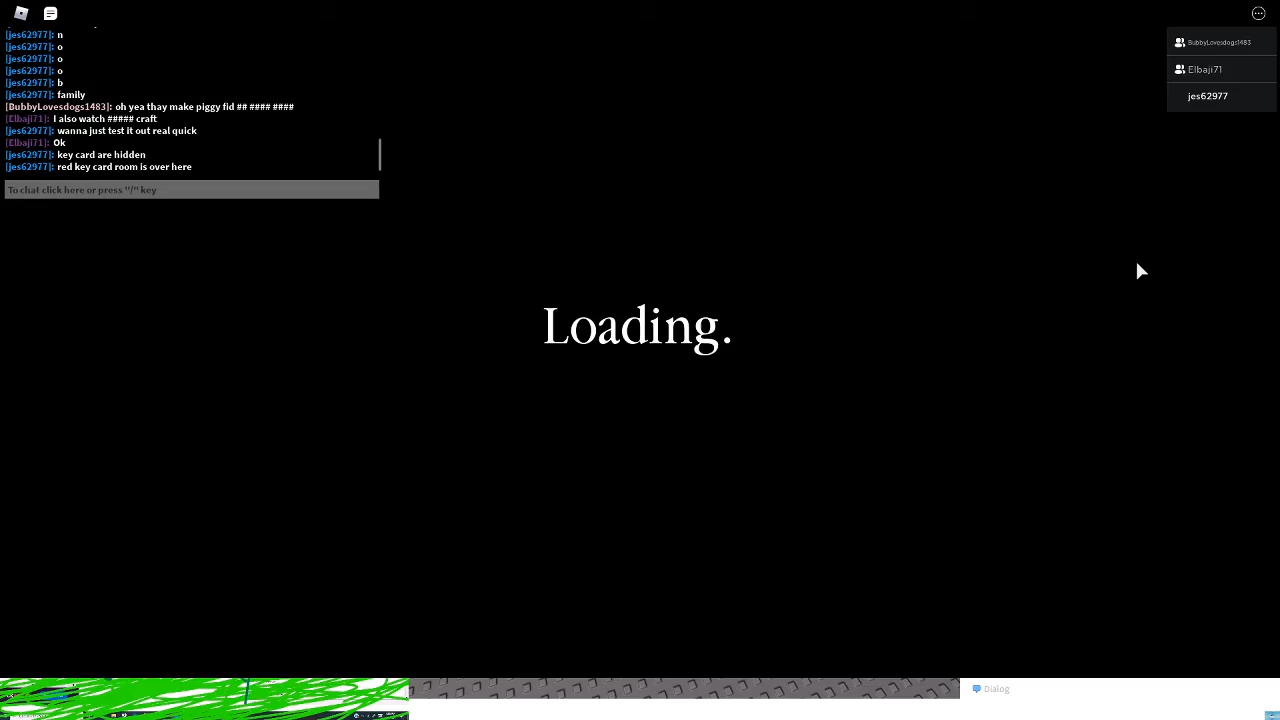 [jes62977]: n
[jes62977]: o
[jes62977]: o
[jes62977]: o
[jes62977]: b
[jes62977]: family
[BubbyLovesdogs1483]: oh yea thay make piggy fid ## #### ####
[Elbaji71]: I also watch ##### craft
[jes62977]: wanna just test it out real quick
[Elbaji71]: Ok
[jes62977]: key card are hidden
[jes62977]: red key card room is over here
To chat click here or press "/" key
BubbyLovesdogs1483
Elbaji71
jes62977
Loading.
Dialog